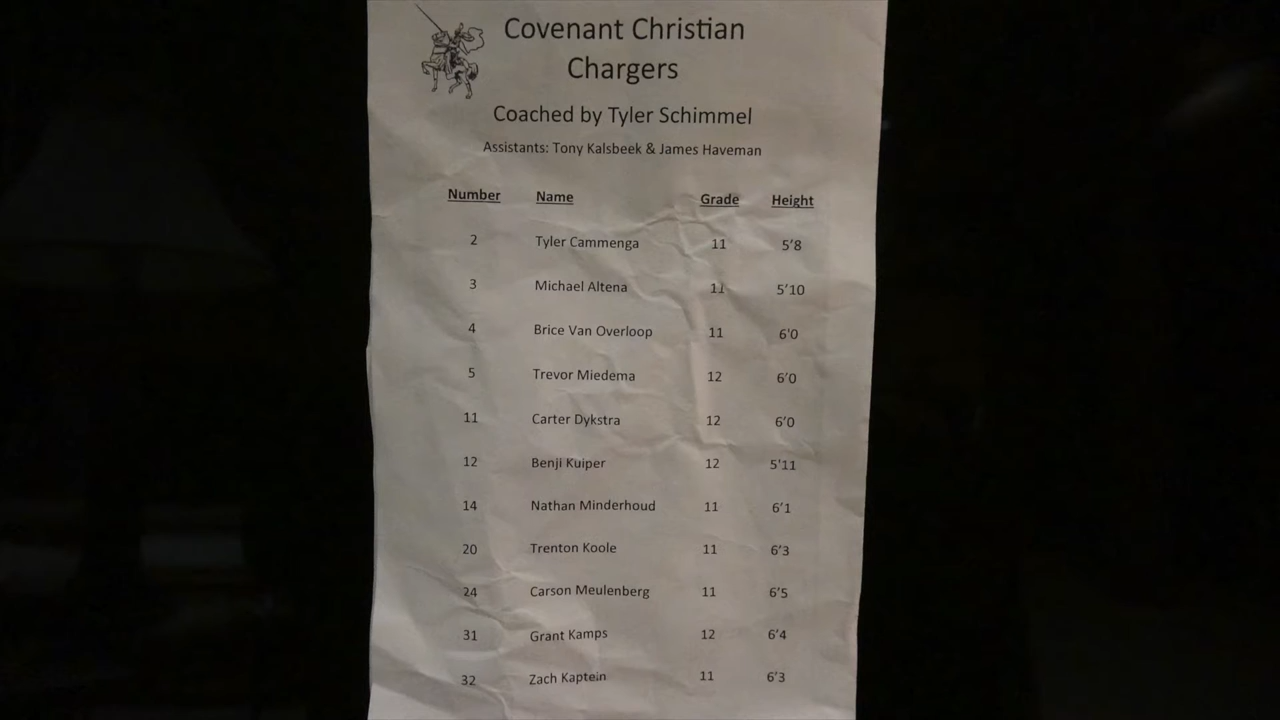 Covenant Christian
Chargers
Coached by Tyler Schimmel
Assistants: Tony Kalsbeek & James Haveman
Number Name Grade Height
2 Tyler Cammenga 11 5'8
3 Michael Altena 11 5'10
4 Brice Van Overloop 11 6'0
5 Trevor Miedema 12 6'0
11 Carter Dykstra 12 6'0
12 Benji Kuiper 12 5'11
14 Nathan Minderhoud 11 6'1
20 Trenton Koole 11 6'3
24 Carson Meulenberg 11 6'5
31 Grant Kamps 12 6'4
32 Zach Kaptein 11 6'3